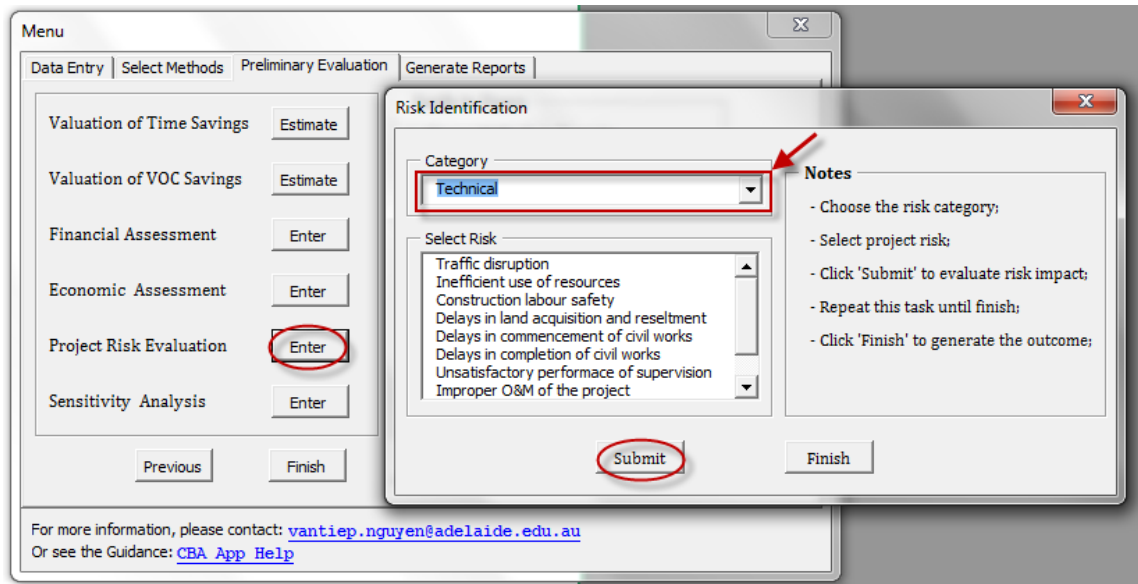 Menu
Data Entry
Select Methods
Preliminary Evaluation
Generate Reports
Valuation of Time Savings
Estimate
Valuation of VOC Savings
Estimate
Financial Assessment
Enter
Economic Assessment
Enter
Project Risk Evaluation
Enter
Sensitivity Analysis
Enter
Previous
Finish
For more information, please contact: vantiep.nguyen@adelaide.edu.au
Or see the Guidance: CBA App Help
Risk Identification
Category
Technical
Select Risk
Traffic disruption
Inefficient use of resources
Construction labour safety
Delays in land acquisition and reseltment
Delays in commencement of civil works
Delays in completion of civil works
Unsatisfactory performace of supervision
Improper O&M of the project
Notes
- Choose the risk category;
- Select project risk;
- Click 'Submit' to evaluate risk impact;
- Repeat this task until finish;
- Click 'Finish' to generate the outcome;
Submit
Finish